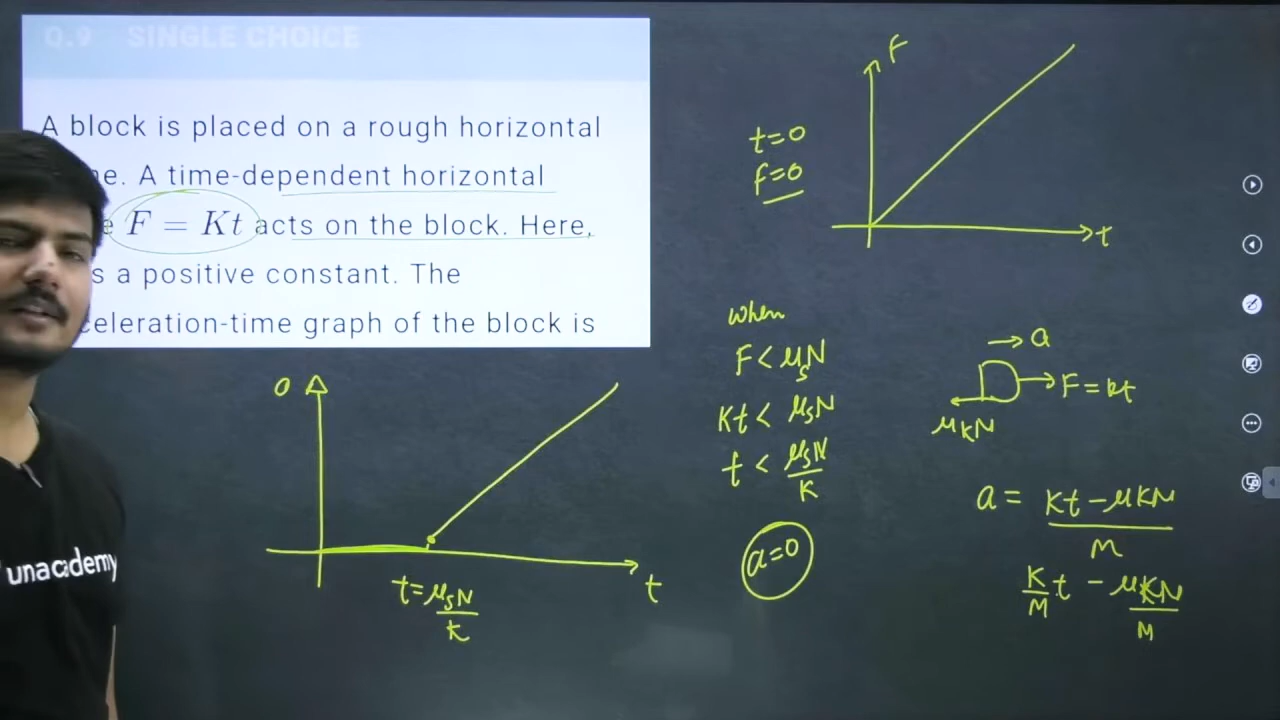 Q.9 SINGLE CHOICE
A block is placed on a rough horizontal
A time-dependent horizontal
F = Kt acts on the block. Here,
s a positive constant. The
celeration-time graph of the block is
F
t=0
f=0
t
when
F < μsN
Kt < μsN
t < μsN/K
a=0
→ a
F = kt
μKN
a = Kt - μKN / M
K/M t - μKN/M
t
t = μsN/k
unacademy